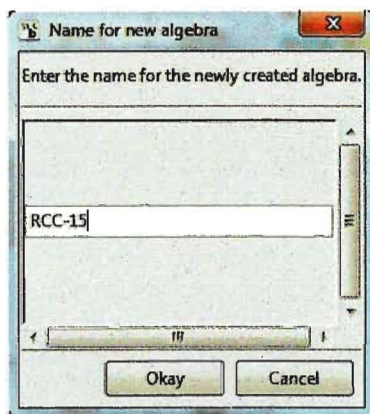 Name for new algebra
Enter the name for the newly created algebra.
RCC-15
Okay
Cancel